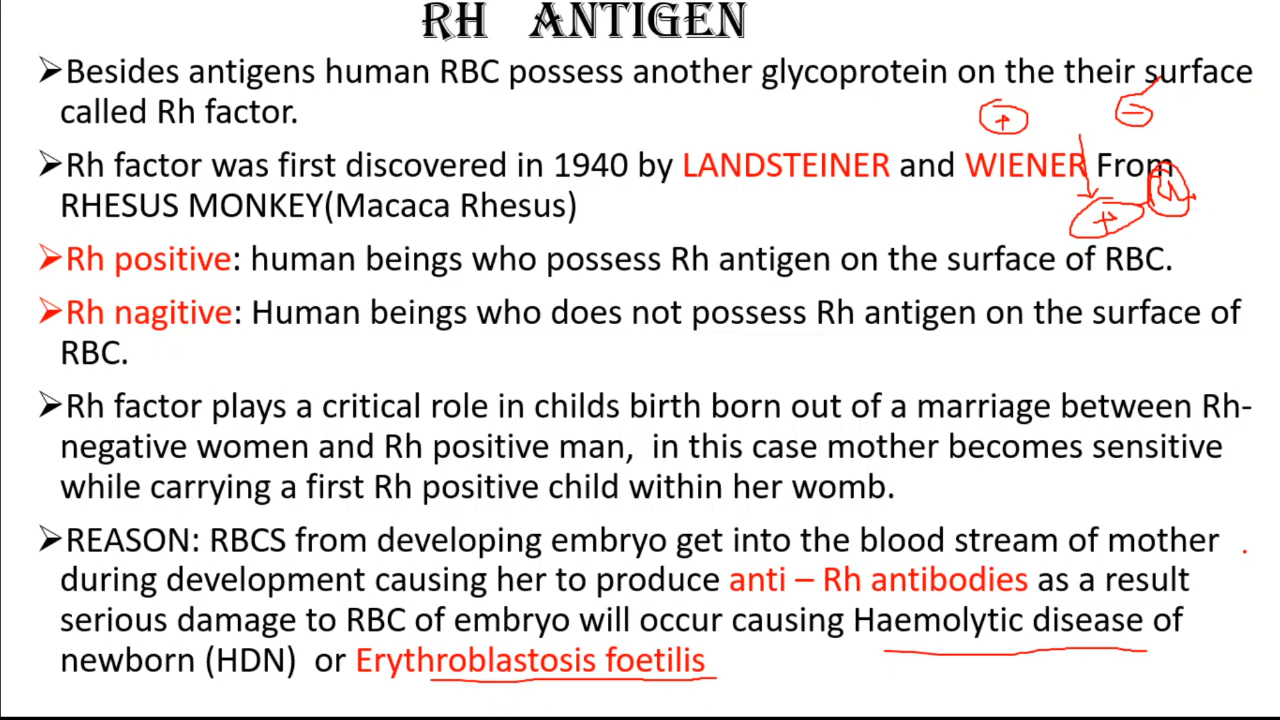 RH ANTIGEN
➢Besides antigens human RBC possess another glycoprotein on the their surface
called Rh factor.
+ −
➢Rh factor was first discovered in 1940 by LANDSTEINER and WIENER From
RHESUS MONKEY(Macaca Rhesus)
+
➢Rh positive: human beings who possess Rh antigen on the surface of RBC.
➢Rh nagitive: Human beings who does not possess Rh antigen on the surface of
RBC.
➢Rh factor plays a critical role in childs birth born out of a marriage between Rh-
negative women and Rh positive man, in this case mother becomes sensitive
while carrying a first Rh positive child within her womb.
➢REASON: RBCS from developing embryo get into the blood stream of mother
during development causing her to produce anti – Rh antibodies as a result
serious damage to RBC of embryo will occur causing Haemolytic disease of
newborn (HDN) or Erythroblastosis foetilis